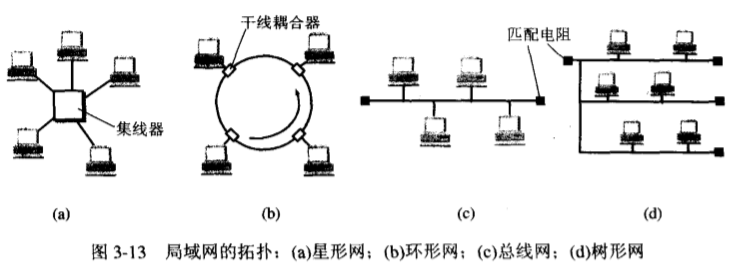 干线耦合器
匹配电阻
集线器
(a)
(b)
(c)
(d)
图 3-13 局域网的拓扑：(a)星形网；(b)环形网；(c)总线网；(d)树形网